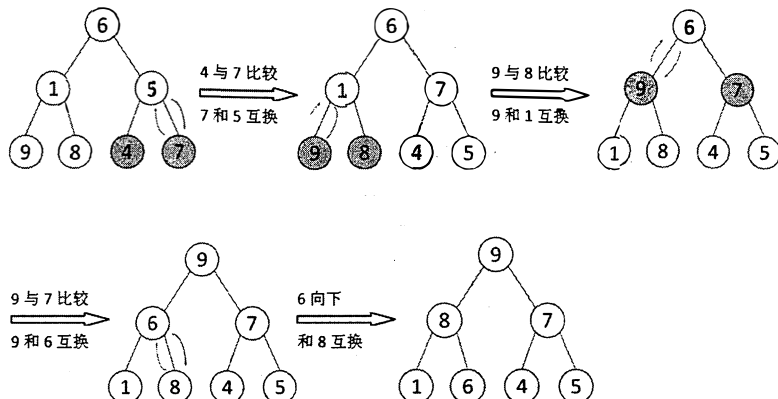 6
1 5
9 8 4 7
4 与 7 比较
7 和 5 互换
6
1 7
9 8 4 5
9 与 8 比较
9 和 1 互换
6
9 7
1 8 4 5
9 与 7 比较
9 和 6 互换
9
6 7
1 8 4 5
6 向下
和 8 互换
9
8 7
1 6 4 5